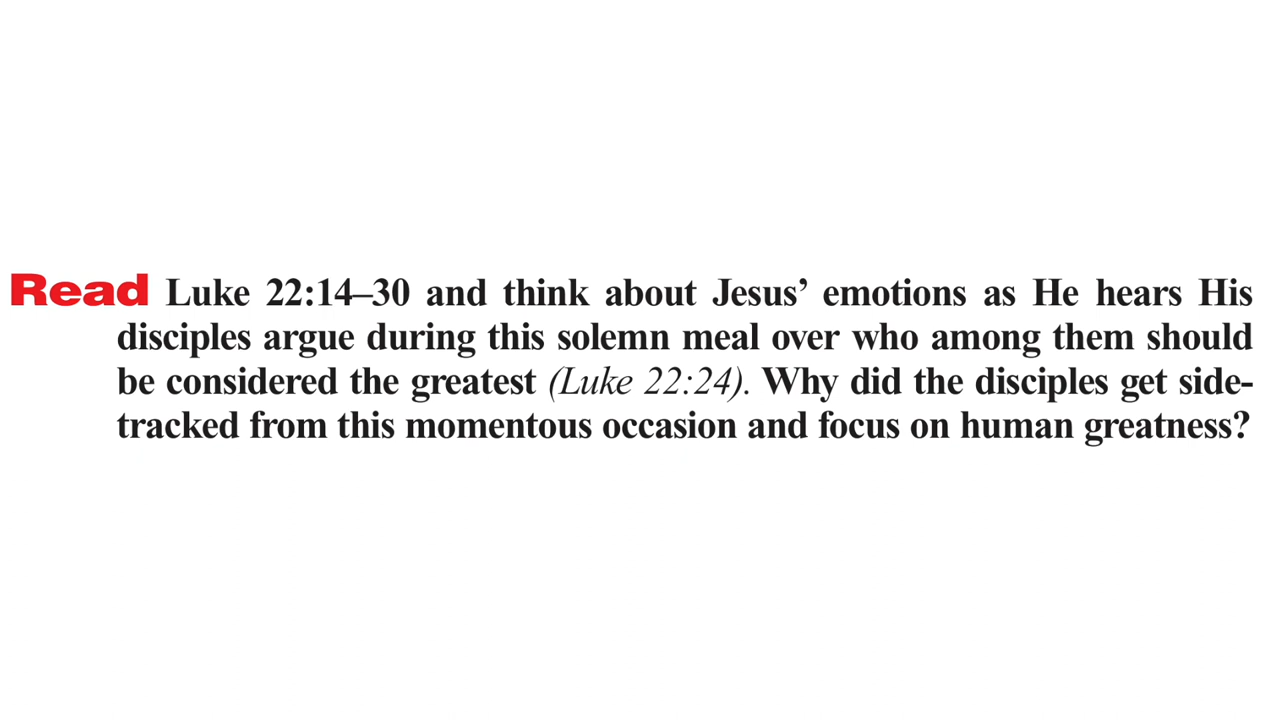 Read Luke 22:14–30 and think about Jesus’ emotions as He hears His
disciples argue during this solemn meal over who among them should
be considered the greatest (Luke 22:24). Why did the disciples get side-
tracked from this momentous occasion and focus on human greatness?